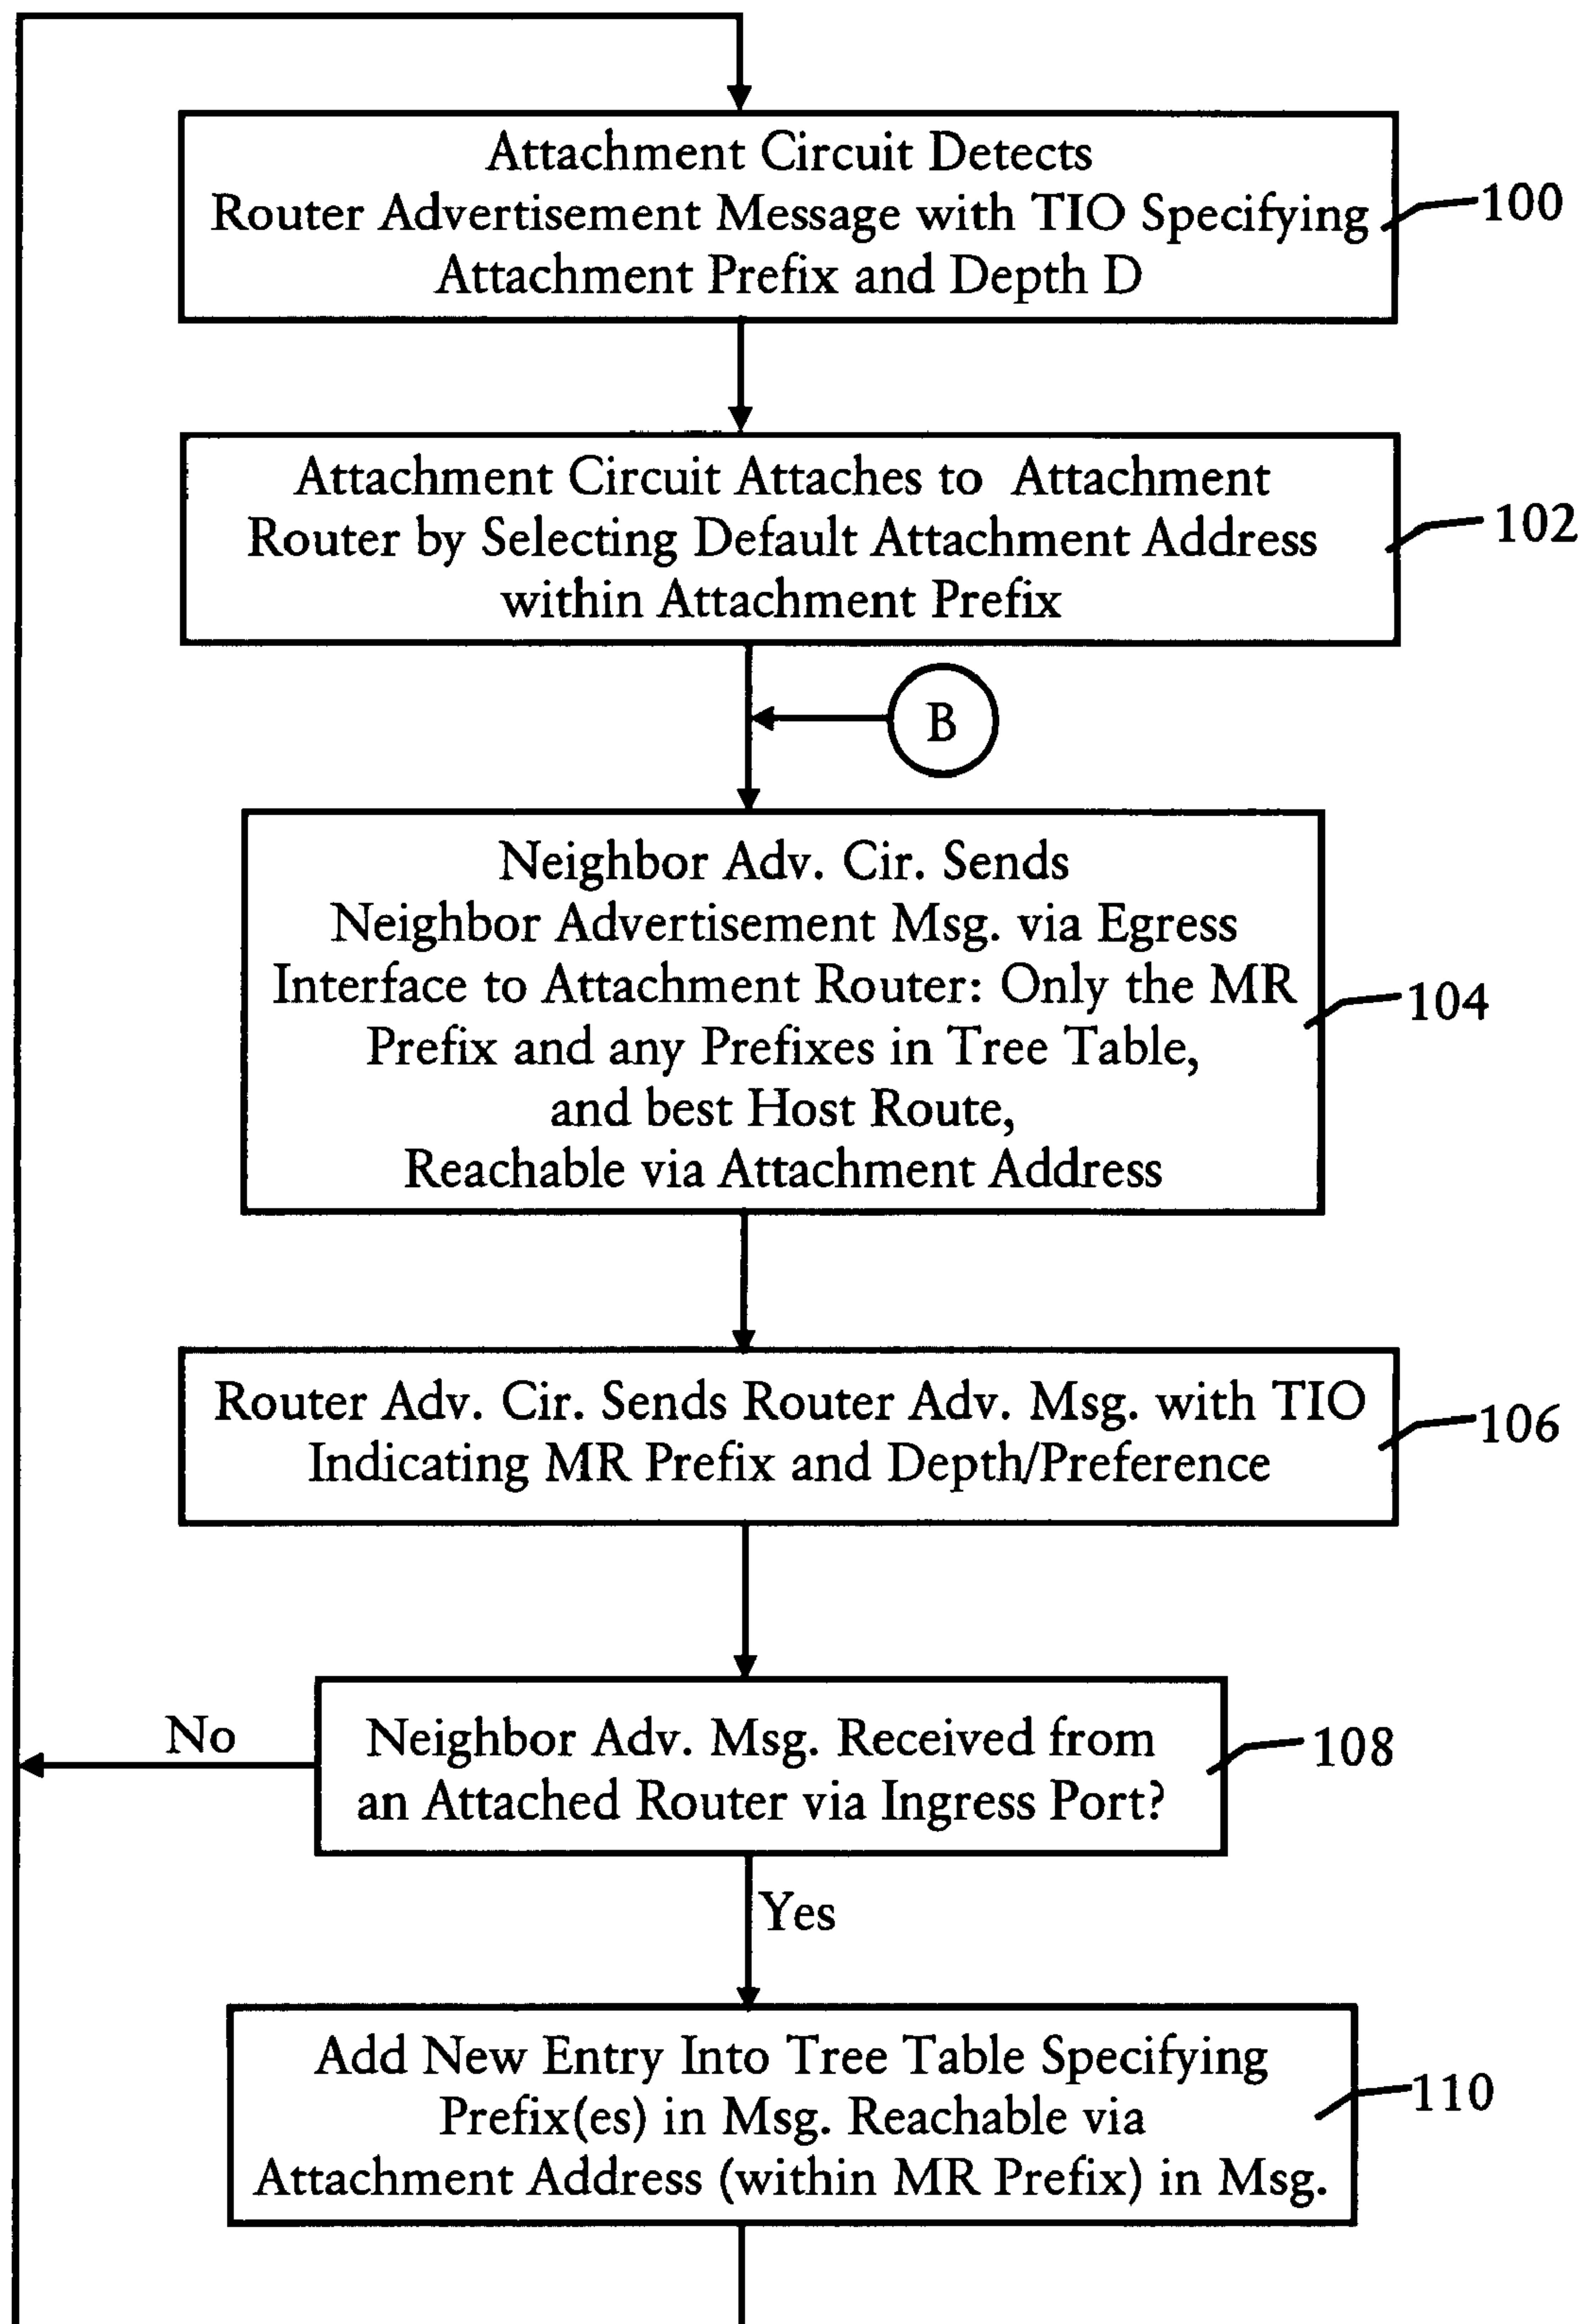 Attachment Circuit Detects
Router Advertisement Message with TIO Specifying
Attachment Prefix and Depth D
100
Attachment Circuit Attaches to Attachment
Router by Selecting Default Attachment Address
within Attachment Prefix
102
B
Neighbor Adv. Cir. Sends
Neighbor Advertisement Msg. via Egress
Interface to Attachment Router: Only the MR
Prefix and any Prefixes in Tree Table,
and best Host Route,
Reachable via Attachment Address
104
Router Adv. Cir. Sends Router Adv. Msg. with TIO
Indicating MR Prefix and Depth/Preference
106
No
Neighbor Adv. Msg. Received from
an Attached Router via Ingress Port?
108
Yes
Add New Entry Into Tree Table Specifying
Prefix(es) in Msg. Reachable via
Attachment Address (within MR Prefix) in Msg.
110